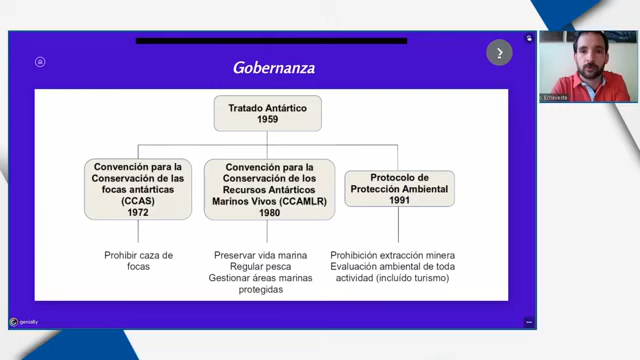 Gobernanza
?
Echavesta
Tratado Antártico
1959
Convención para la
Conservación de las
focas antárticas
(CCAS)
1972
Convención para la
Conservación de los
Recursos Antárticos
Marinos Vivos (CCAMLR)
1980
Protocolo de
Protección Ambiental
1991
Prohibir caza de
focas
Preservar vida marina
Regular pesca
Gestionar áreas marinas
protegidas
Prohibición extracción minera
Evaluación ambiental de toda
actividad (incluído turismo)
genially